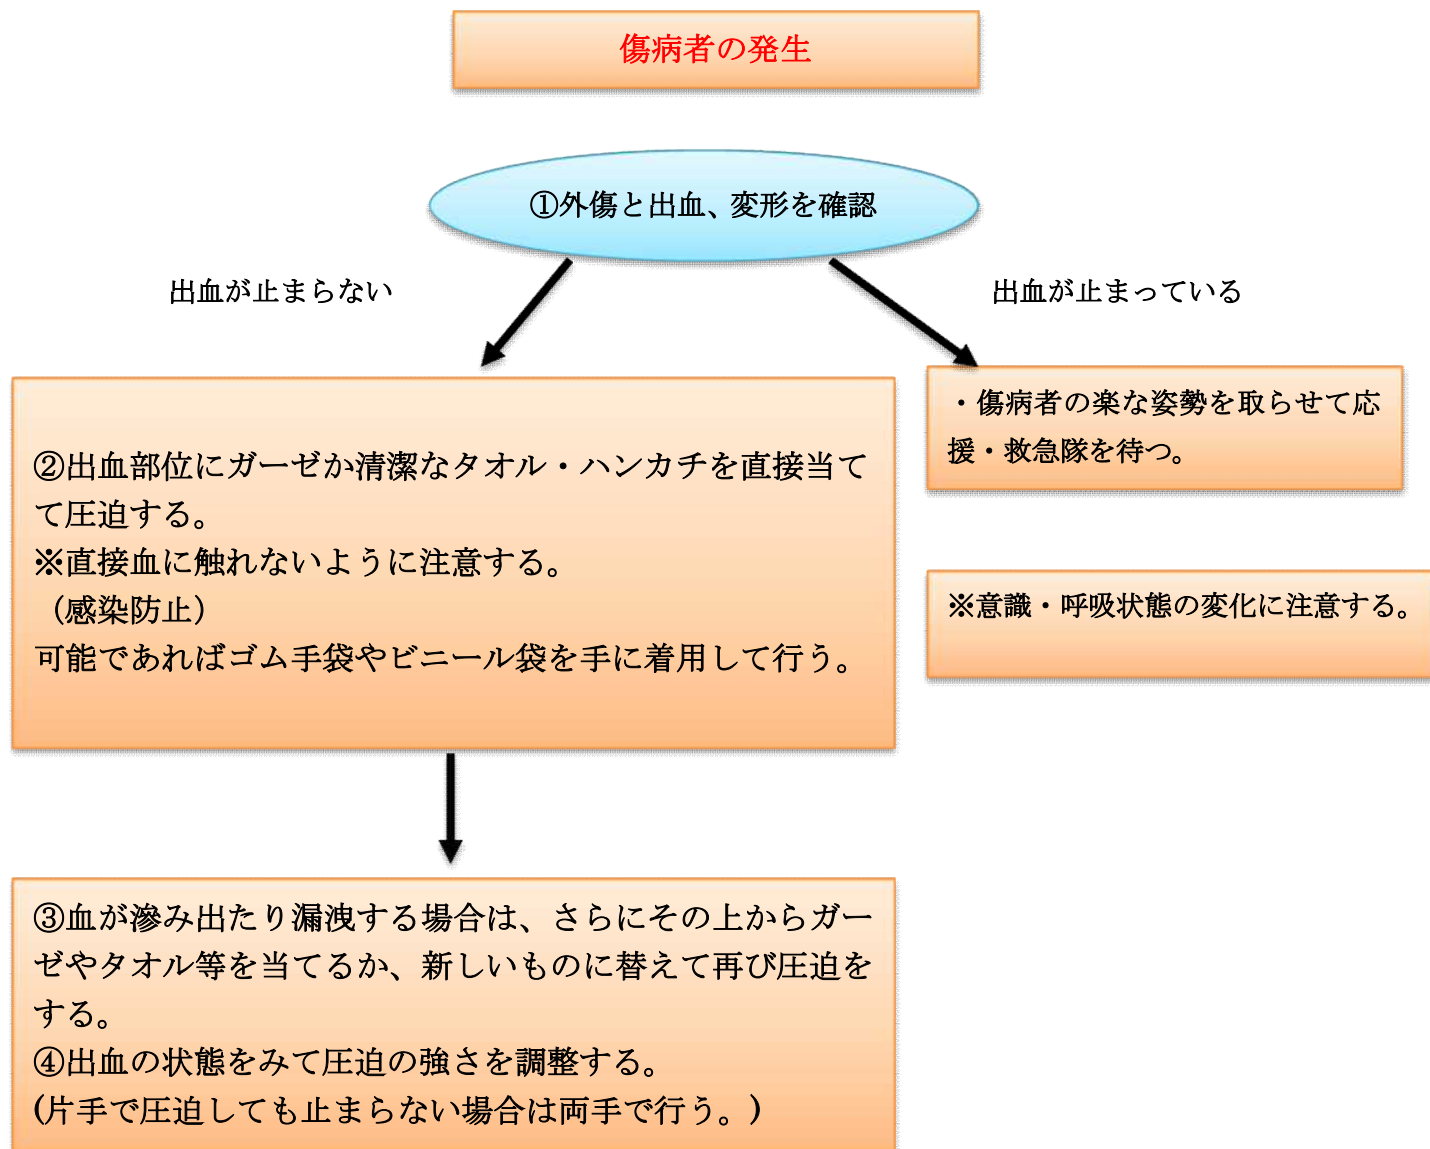 傷病者の発生
①外傷と出血、変形を確認
出血が止まらない
出血が止まっている
②出血部位にガーゼか清潔なタオル・ハンカチを直接当て
て圧迫する。
※直接血に触れないように注意する。
（感染防止）
可能であればゴム手袋やビニール袋を手に着用して行う。
・傷病者の楽な姿勢を取らせて応
援・救急隊を待つ。
※意識・呼吸状態の変化に注意する。
③血が滲み出たり漏洩する場合は、さらにその上からガー
ゼやタオル等を当てるか、新しいものに替えて再び圧迫を
する。
④出血の状態をみて圧迫の強さを調整する。
(片手で圧迫しても止まらない場合は両手で行う。)